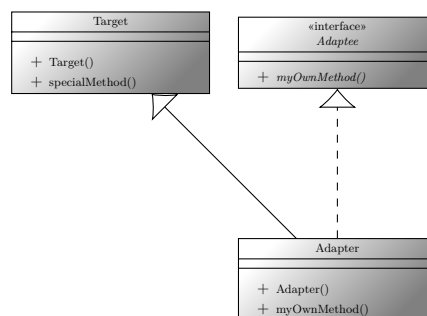 Target
+ Target()
+ specialMethod()
«interface»
Adaptee
+ myOwnMethod()
Adapter
+ Adapter()
+ myOwnMethod()